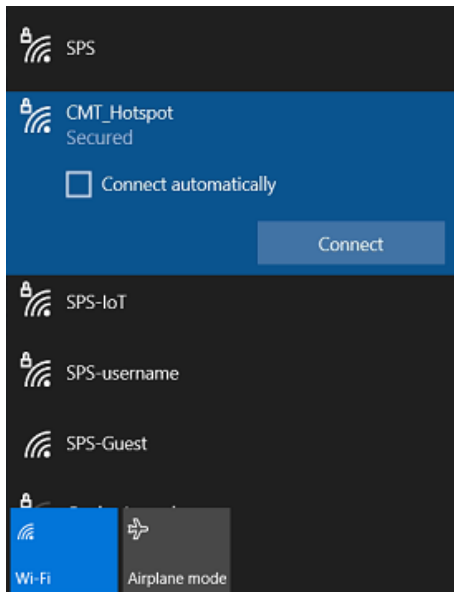 SPS
CMT_Hotspot
Secured
Connect automatically
Connect
SPS-IoT
SPS-username
SPS-Guest
Wi-Fi
Airplane mode